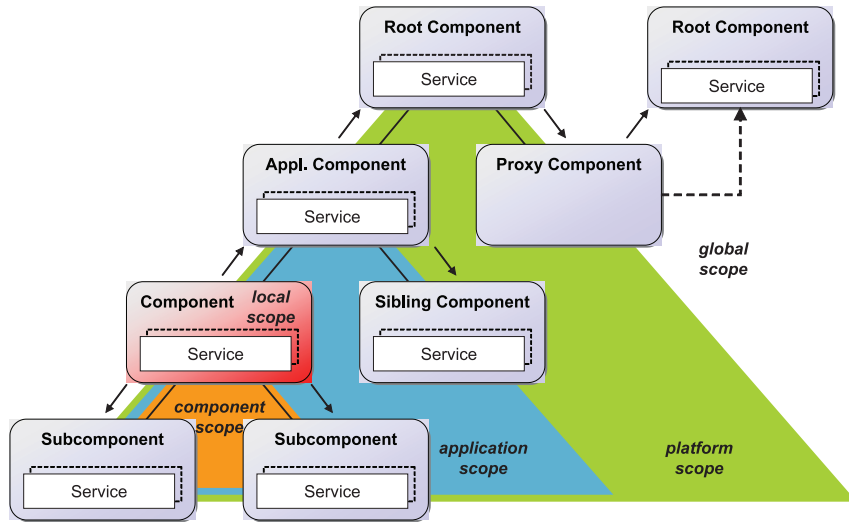 Root Component
Service
Root Component
Service
Appl. Component
Service
Proxy Component
global
scope
Component
local
scope
Service
Sibling Component
Service
component
scope
Subcomponent
Service
Subcomponent
Service
application
scope
platform
scope